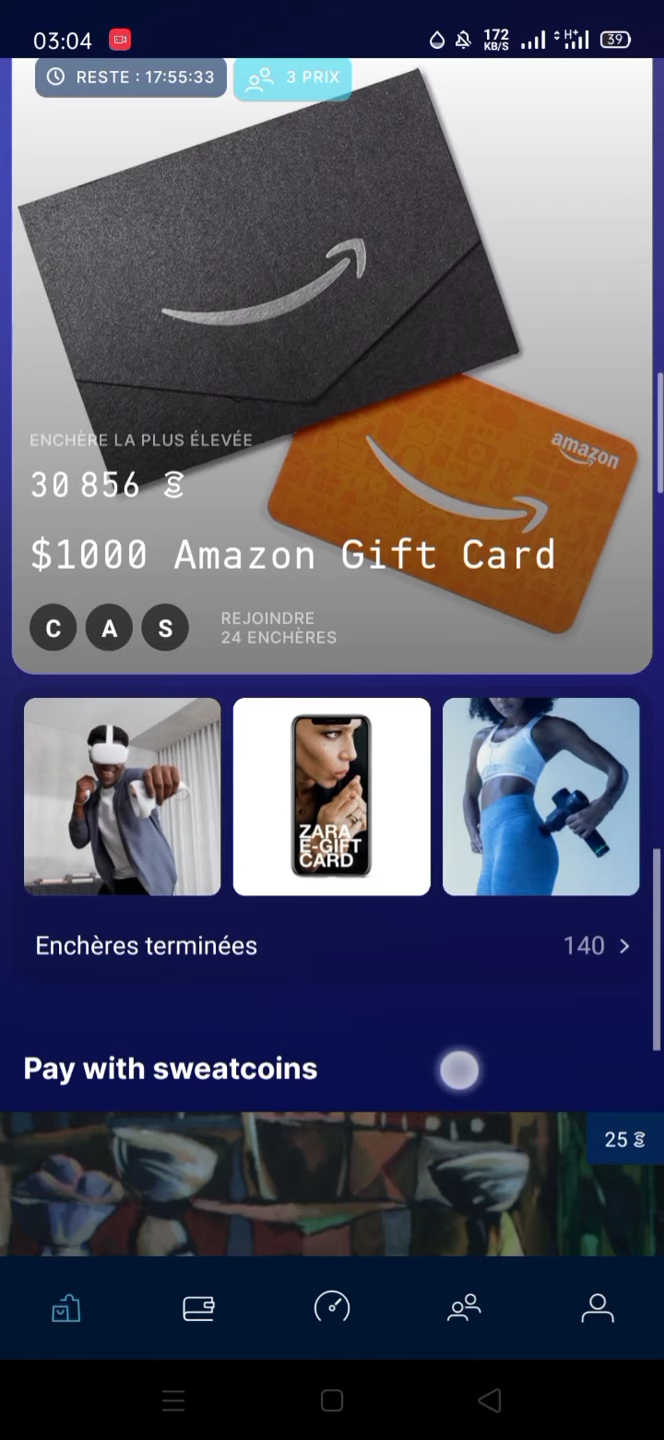 03:04
172
KB/S
H+
39
RESTE : 17:55:33
3 PRIX
amazon
ENCHÈRE LA PLUS ÉLEVÉE
30 856
$1000 Amazon Gift Card
C A S
REJOINDRE
24 ENCHÈRES
ZARA
E-GIFT
CARD
Enchères terminées 140 >
Pay with sweatcoins
25